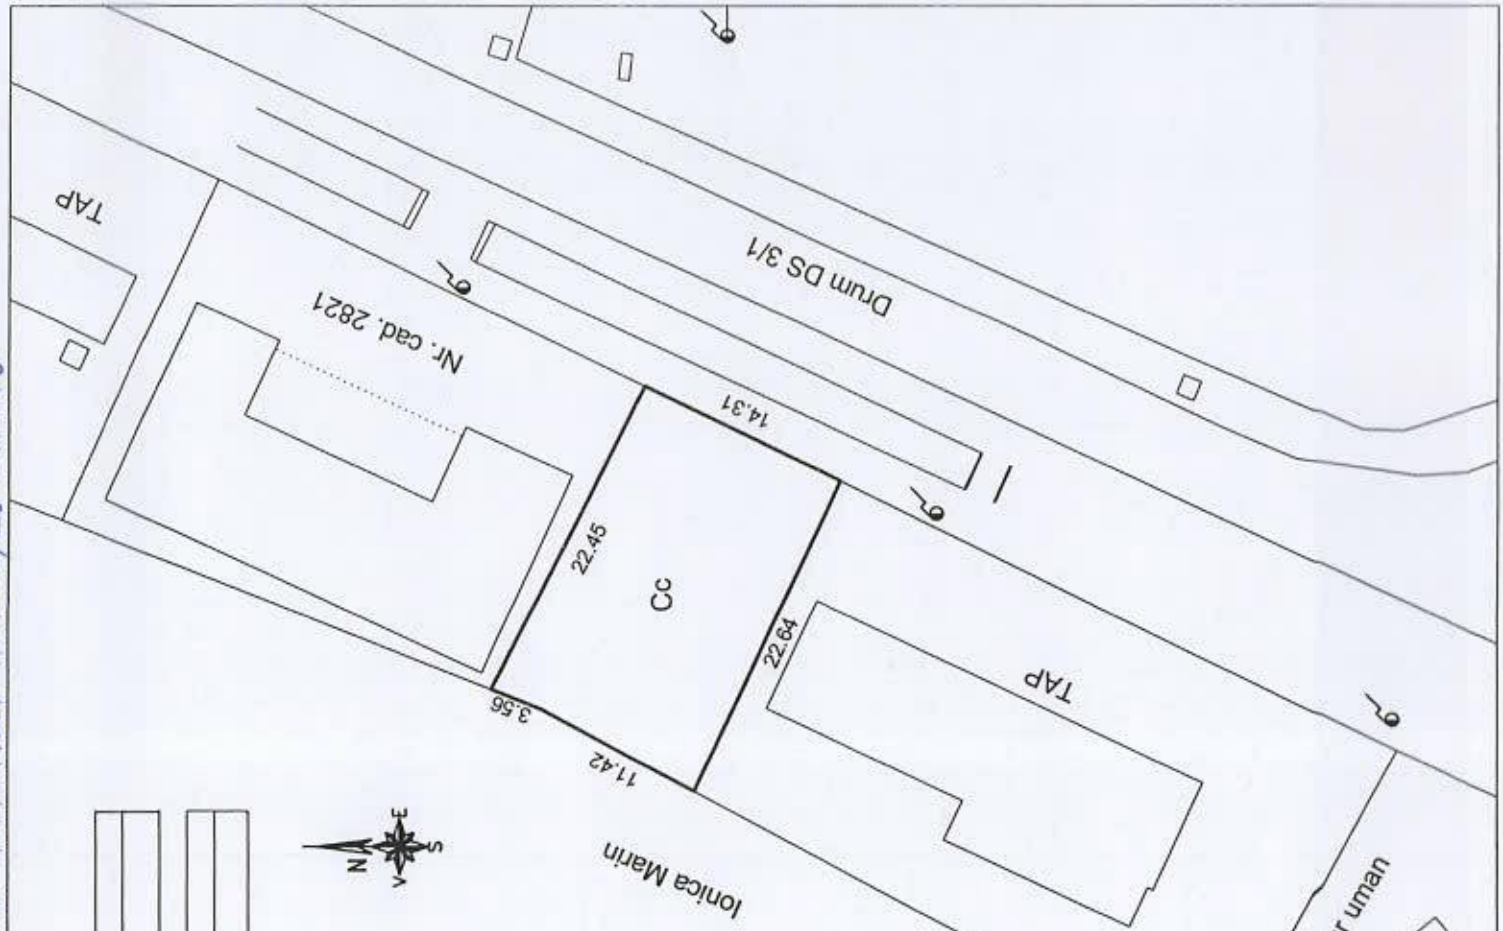 TAP
Nr. cad. 2821
Drum DS 3/1
14.31
22.45
Cc
22.64
TAP
3.56
11.42
Ionica Marin
N
E
S
V
r uman